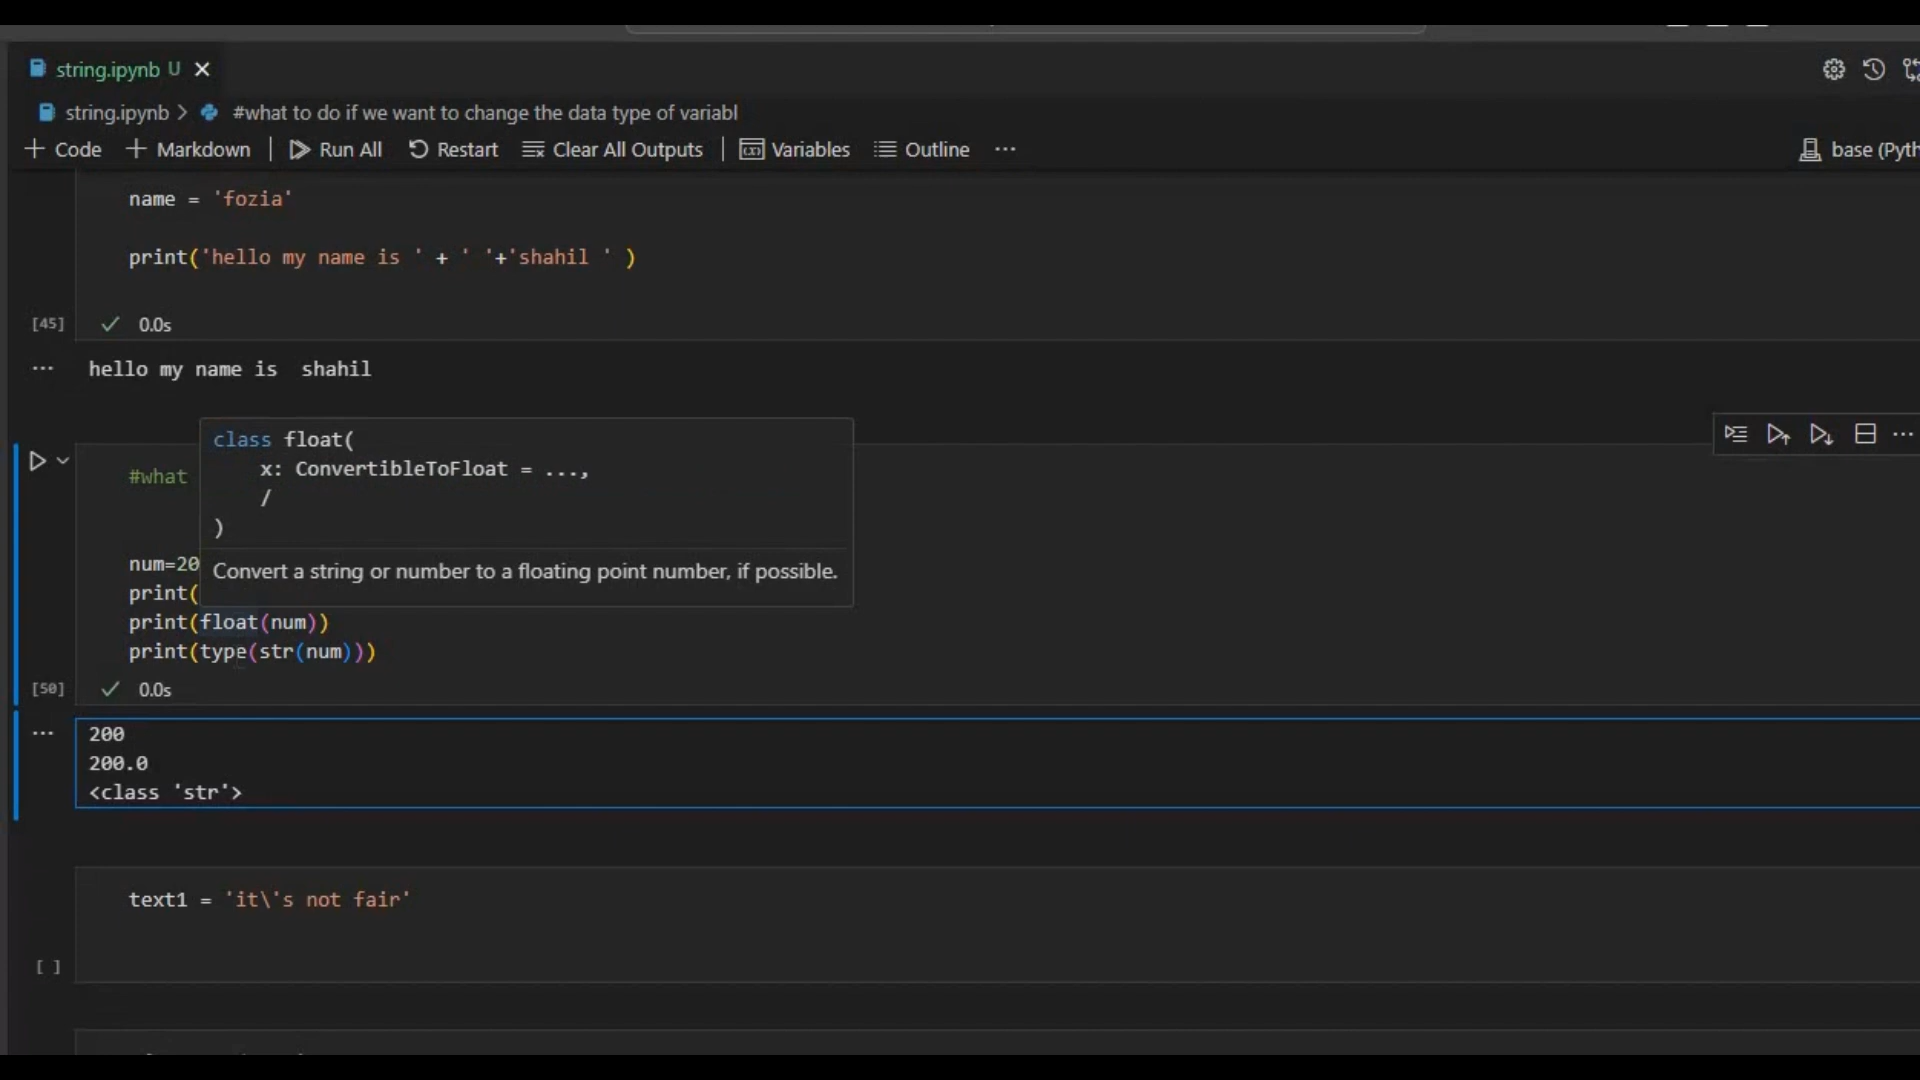 string.ipynb U
string.ipynb > #what to do if we want to change the data type of variabl
+ Code + Markdown | Run All Restart Clear All Outputs | Variables Outline ...
base (Pyth
name = 'fozia'
print('hello my name is ' + ' '+'shahil ' )
[45] 0.0s
... hello my name is  shahil
class float(
x: ConvertibleToFloat = ...,
/
)
Convert a string or number to a floating point number, if possible.
#what
num=20
print(
print(float(num))
print(type(str(num)))
[50] 0.0s
... 200
200.0
<class 'str'>
text1 = 'it\'s not fair'
[ ]